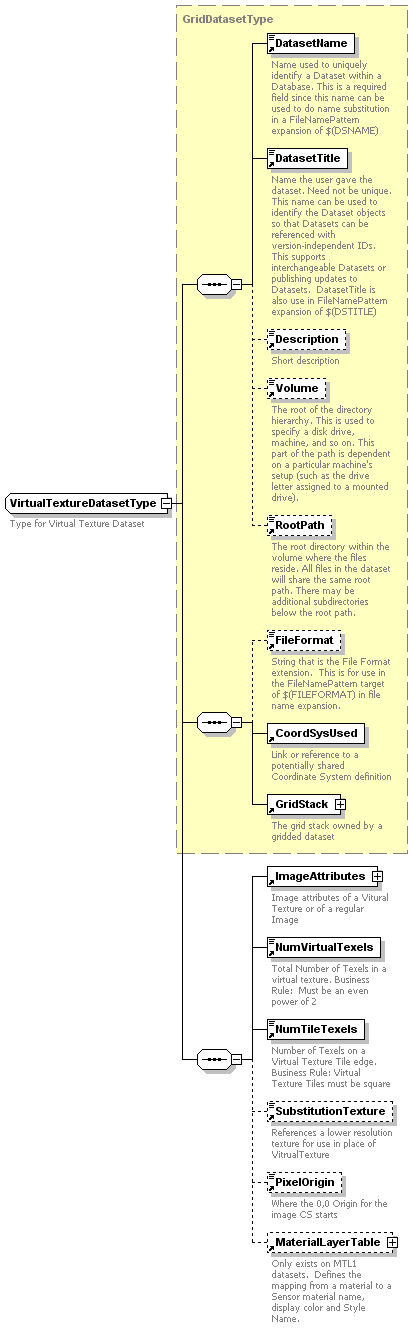 GridDatasetType
DatasetName
Name used to uniquely
identify a Dataset within a
Database. This is a required
field since this name can be
used to do name substitution
in a FileNamePattern
expansion of $(DSNAME)
DatasetTitle
Name the user gave the
dataset. Need not be unique.
This name can be used to
identify the Dataset objects
so that Datasets can be
referenced with
version-independent IDs.
This supports
interchangeable Datasets or
publishing updates to
Datasets.  DatasetTitle is
also use in FileNamePattern
expansion of $(DSTITLE)
Description
Short description
Volume
The root of the directory
hierarchy. This is used to
specify a disk drive,
machine, and so on. This
part of the path is dependent
on a particular machine's
setup (such as the drive
letter assigned to a mounted
drive).
VirtualTextureDatasetType
Type for Virtual Texture Dataset
RootPath
The root directory within the
volume where the files
reside. All files in the dataset
will share the same root
path. There may be
additional subdirectories
below the root path.
FileFormat
String that is the File Format
extension.  This is for use in
the FileNamePattern target
of $(FILEFORMAT) in file
name expansion.
CoordSysUsed
Link or reference to a
potentially shared
Coordinate System definition
GridStack
The grid stack owned by a
gridded dataset
ImageAttributes
Image attributes of a Vitural
Texture or of a regular
Image
NumVirtualTexels
Total Number of Texels in a
virtual texture. Business
Rule:  Must be an even
power of 2
NumTileTexels
Number of Texels on a
Virtual Texture Tile edge.
Business Rule: Virtual
Texture Tiles must be square
SubstitutionTexture
References a lower resolution
texture for use in place of
VitrualTexture
PixelOrigin
Where the 0,0 Origin for the
image CS starts
MaterialLayerTable
Only exists on MTL1
datasets.  Defines the
mapping from a material to a
Sensor material name,
display color and Style
Name.